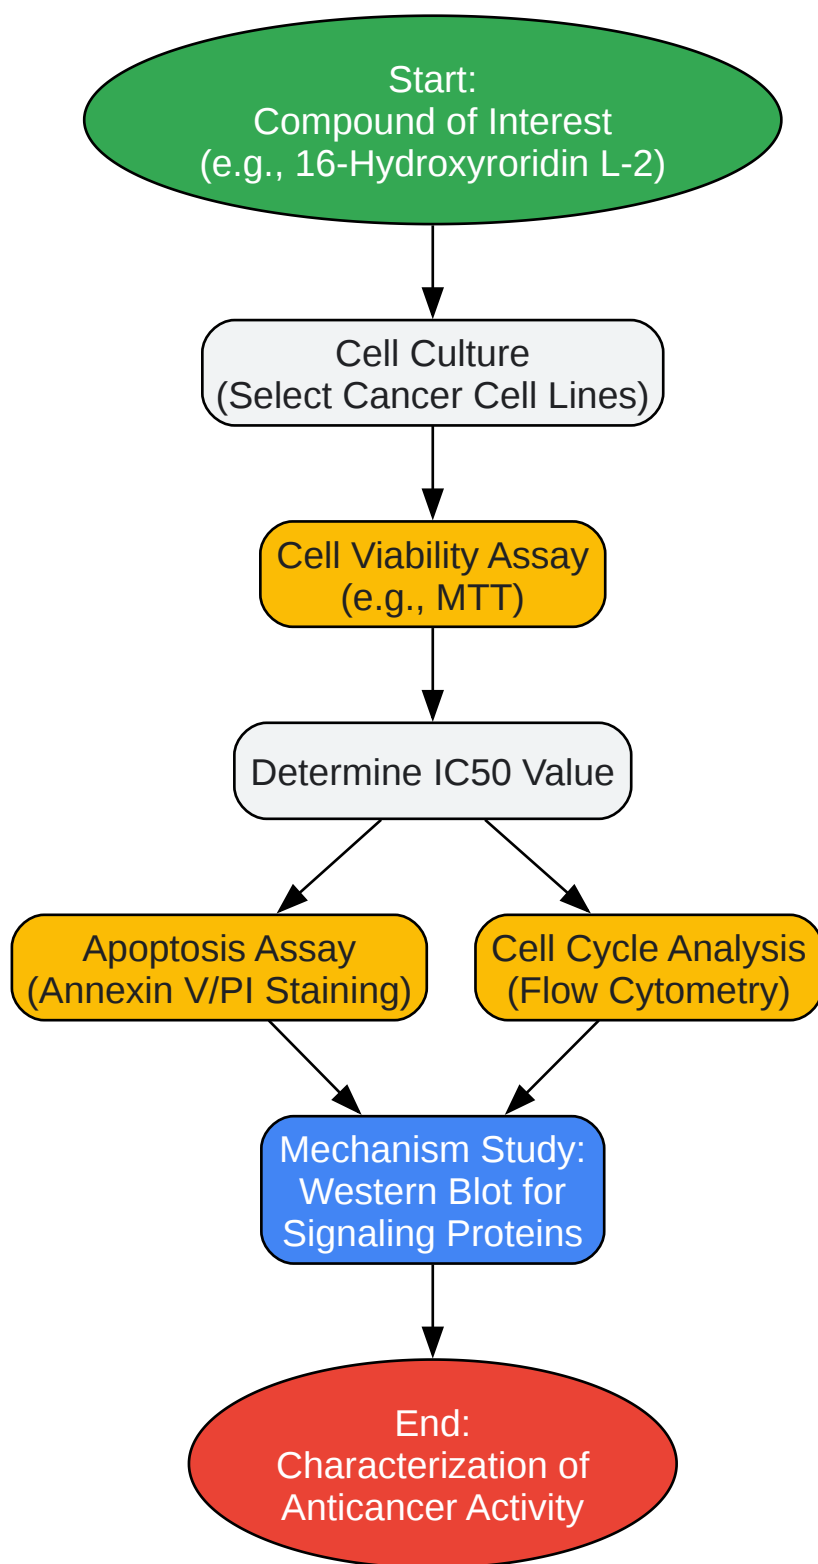 Start:
Compound of Interest
(e.g., 16-Hydroxyroridin L-2)
Cell Culture
(Select Cancer Cell Lines)
Cell Viability Assay
(e.g., MTT)
Determine IC50 Value
Apoptosis Assay
(Annexin V/PI Staining)
Cell Cycle Analysis
(Flow Cytometry)
Mechanism Study:
Western Blot for
Signaling Proteins
End:
Characterization of
Anticancer Activity